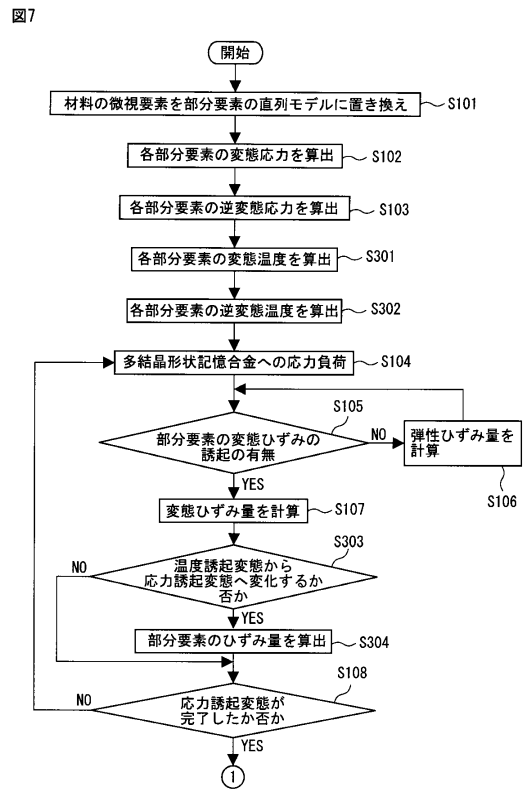 図7
開始
材料の微視要素を部分要素の直列モデルに置き換え
S101
各部分要素の変態応力を算出
S102
各部分要素の逆変態応力を算出
S103
各部分要素の変態温度を算出
S301
各部分要素の逆変態温度を算出
S302
多結晶形状記憶合金への応力負荷
S104
S105
部分要素の変態ひずみの
誘起の有無
NO
弾性ひずみ量を
計算
S106
YES
変態ひずみ量を計算
S107
S303
温度誘起変態から
応力誘起変態へ変化するか
否か
NO
YES
部分要素のひずみ量を算出
S304
S108
応力誘起変態が
完了したか否か
NO
YES
1